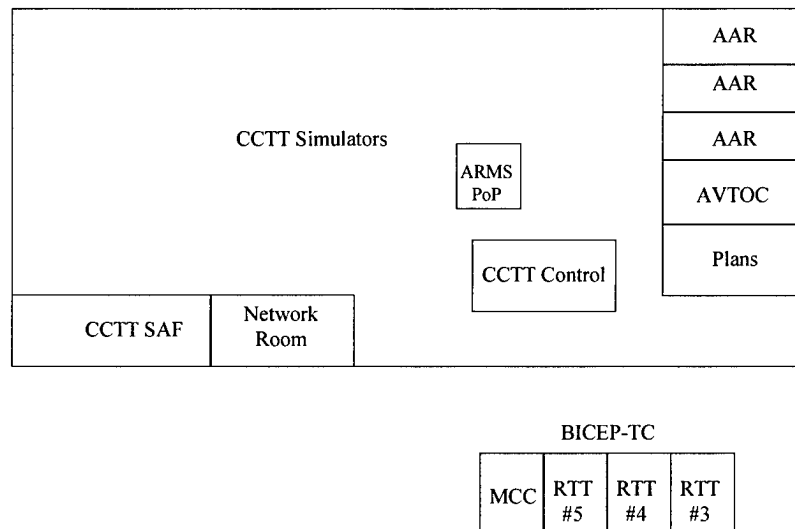 AAR
AAR
AAR
CCTT Simulators
ARMS
PoP
AVTOC
Plans
CCTT Control
CCTT SAF
Network
Room
BICEP-TC
MCC
RTT
#5
RTT
#4
RTT
#3